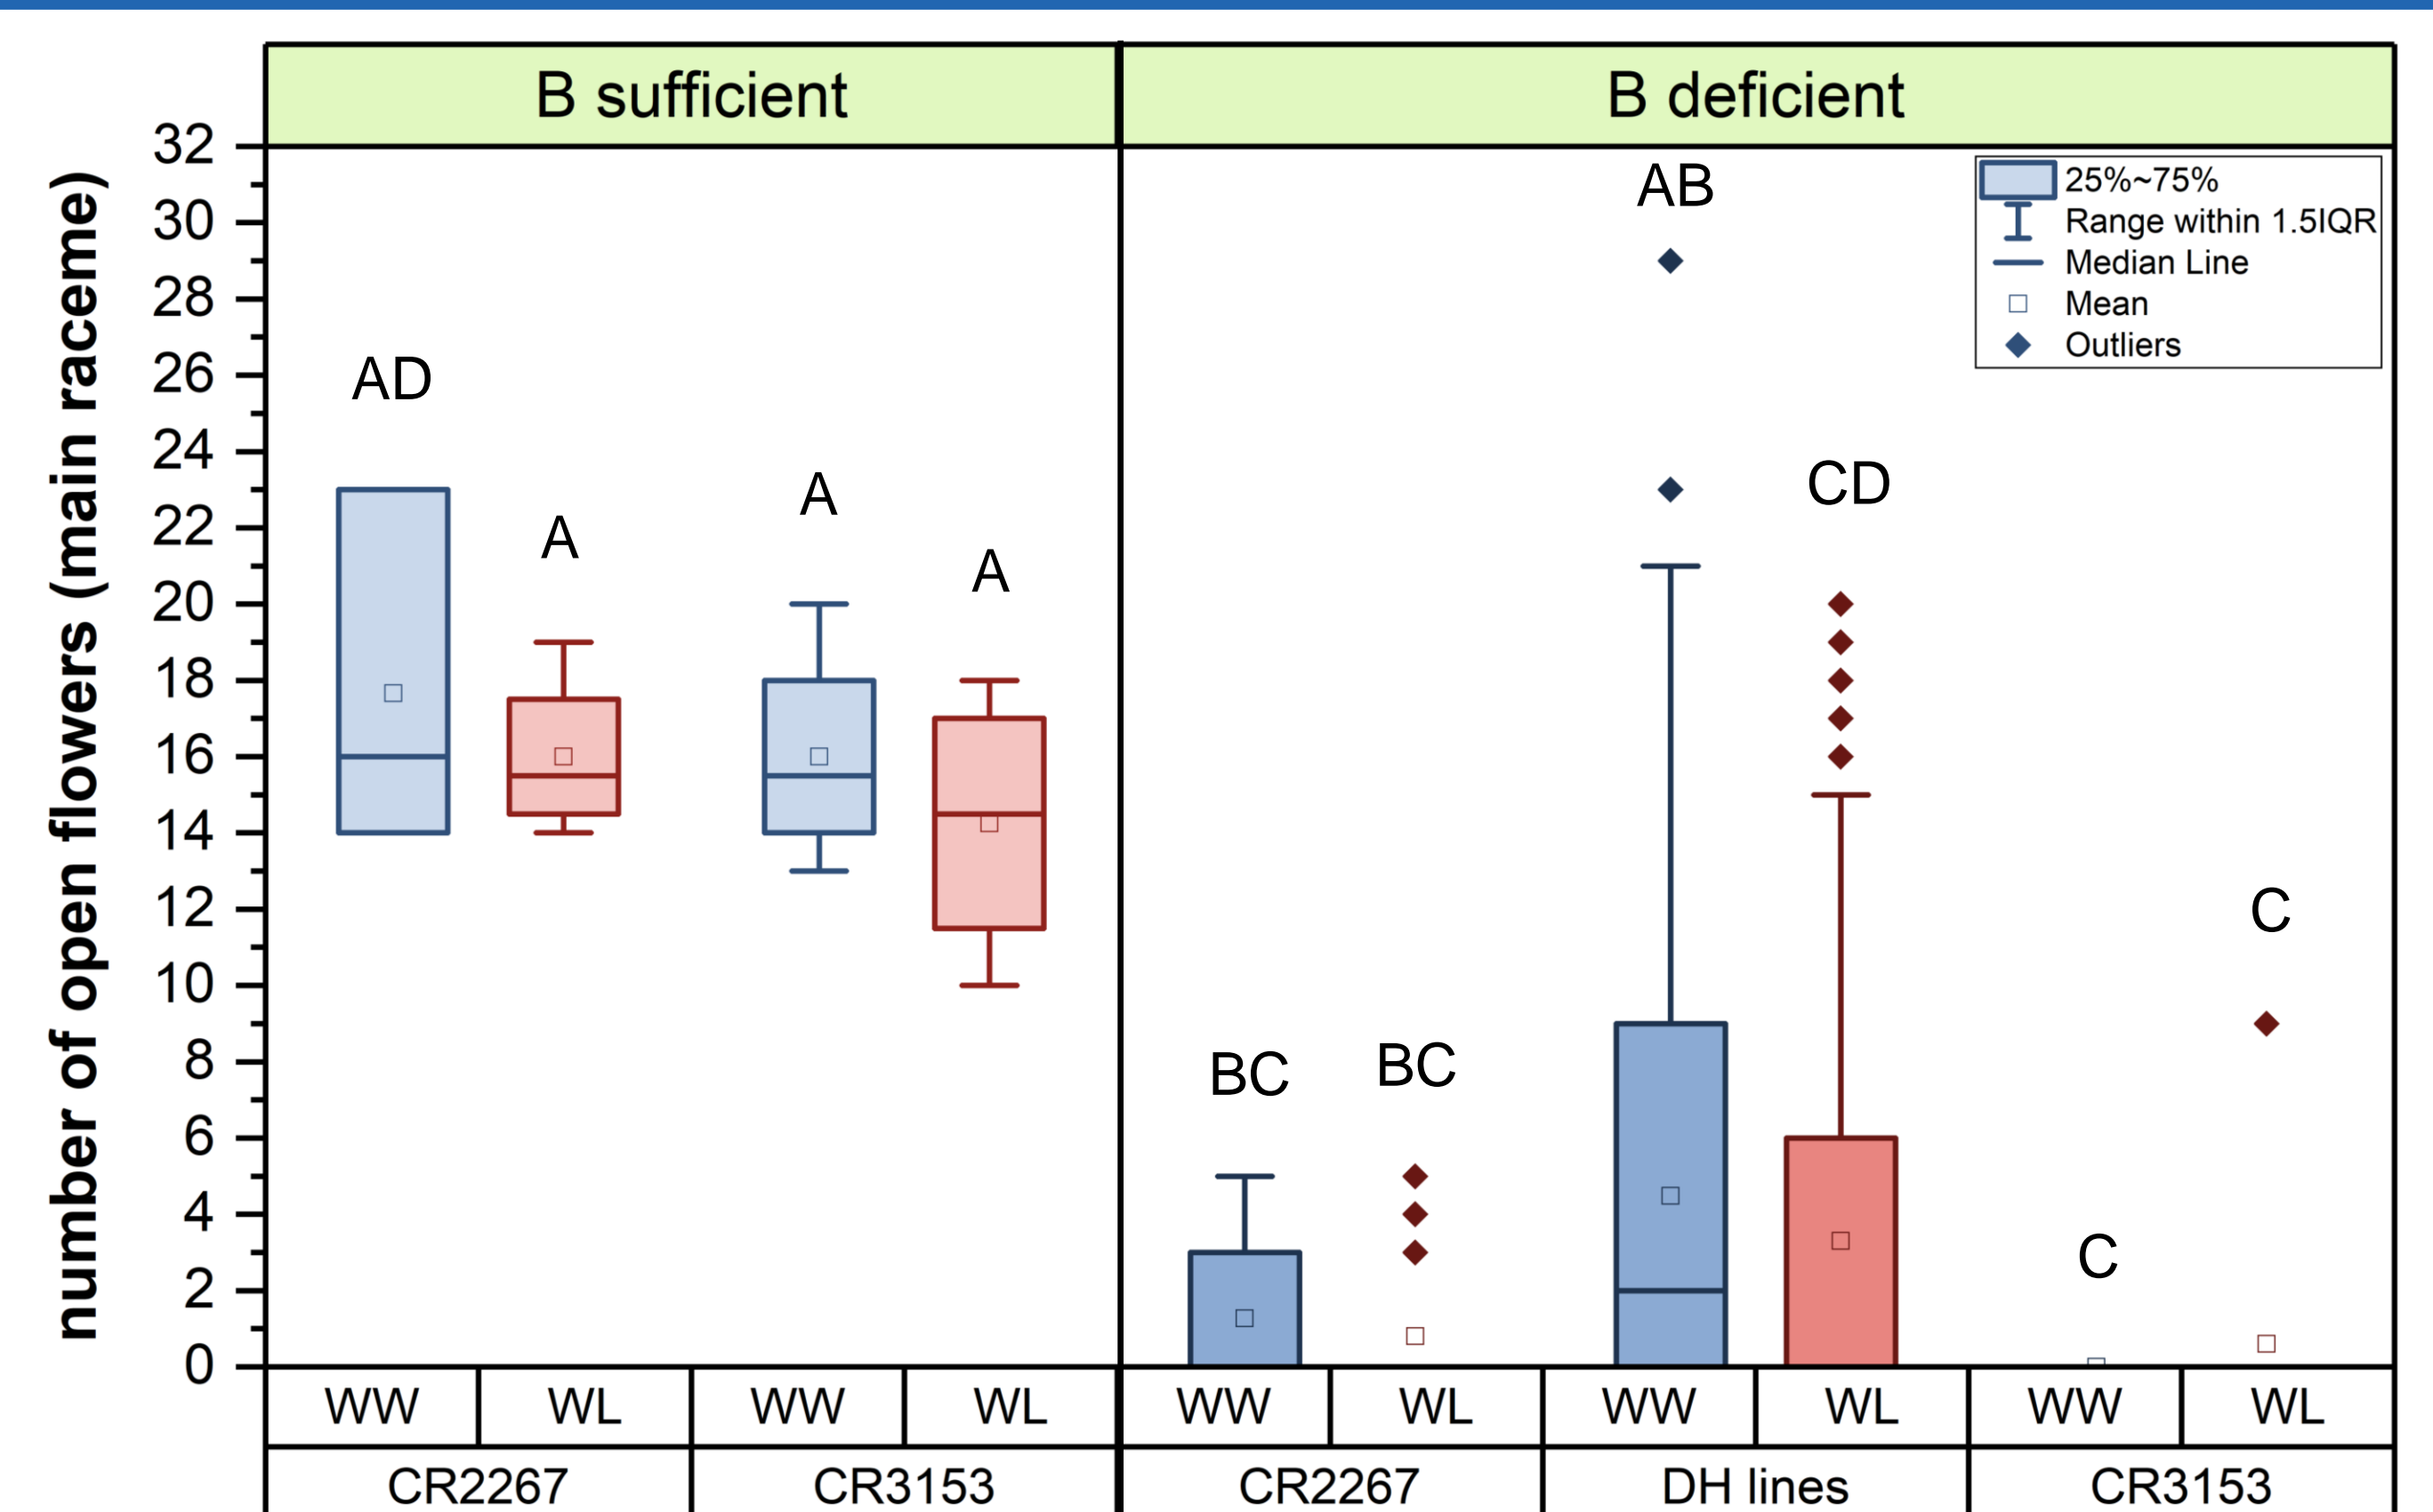 B sufficient
B deficient
number of open flowers (main raceme)
32
30
28
26
24
22
20
18
16
14
12
10
8
6
4
2
0
25%~75%
Range within 1.5IQR
Median Line
Mean
Outliers
AD
A
A
A
BC
BC
AB
CD
C
C
WW WL WW WL WW WL WW WL WW WL
CR2267 CR3153 CR2267 DH lines CR3153